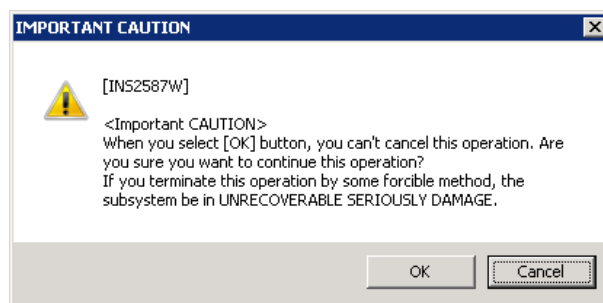 IMPORTANT CAUTION
[INS2587W]
<Important CAUTION>
When you select [OK] button, you can't cancel this operation. Are
you sure you want to continue this operation?
If you terminate this operation by some forcible method, the
subsystem be in UNRECOVERABLE SERIOUSLY DAMAGE.
OK
Cancel